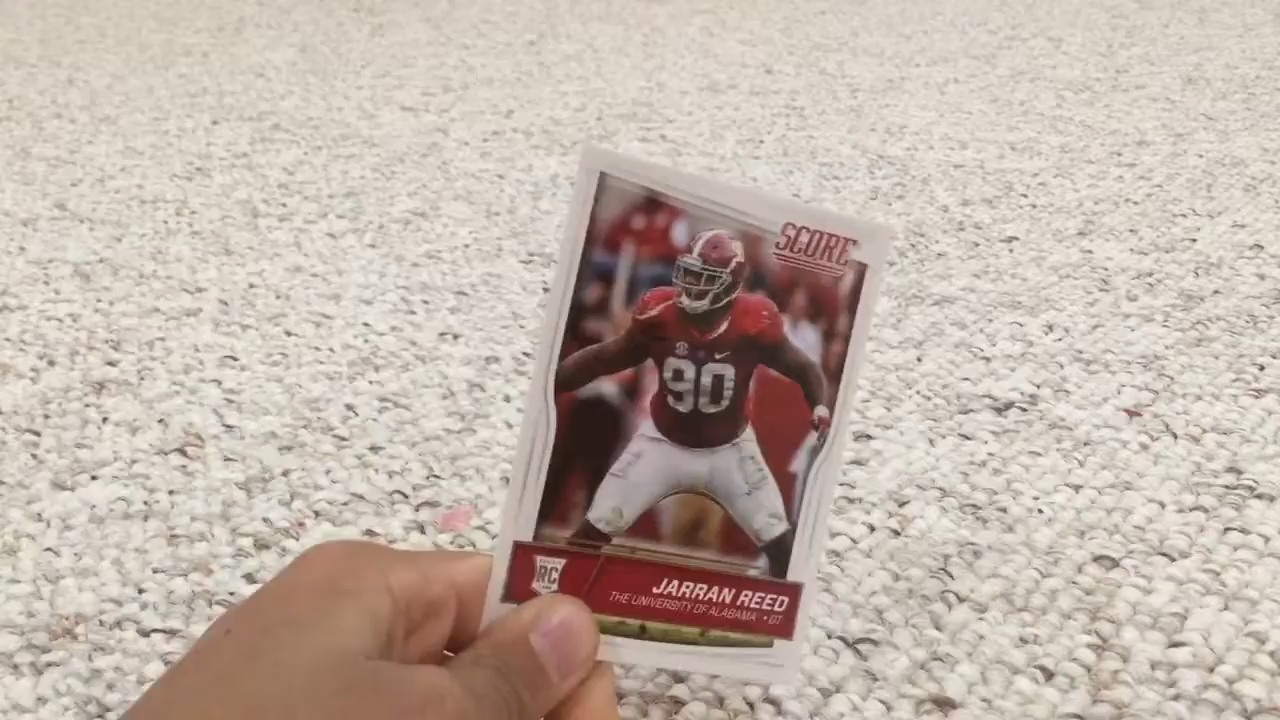 SCORE
90
RC
JARRAN REED
THE UNIVERSITY OF ALABAMA • DT